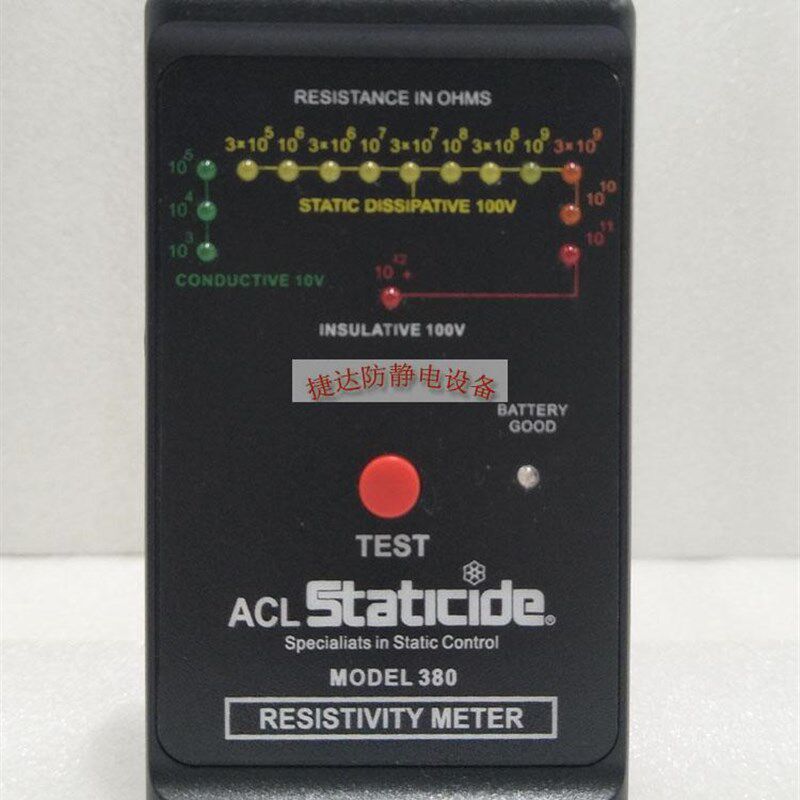 RESISTANCE IN OHMS
3×10⁵ 10⁶ 3×10⁶ 10⁷ 3×10⁷ 10⁸ 3×10⁸ 10⁹ 3×10⁹
10⁵
10⁴
10³
STATIC DISSIPATIVE 100V
10¹⁰
10¹¹
CONDUCTIVE 10V
10¹² +
INSULATIVE 100V
捷达防静电设备
BATTERY
GOOD
TEST
ACL Staticide®
Specialiats in Static Control
MODEL 380
RESISTIVITY METER